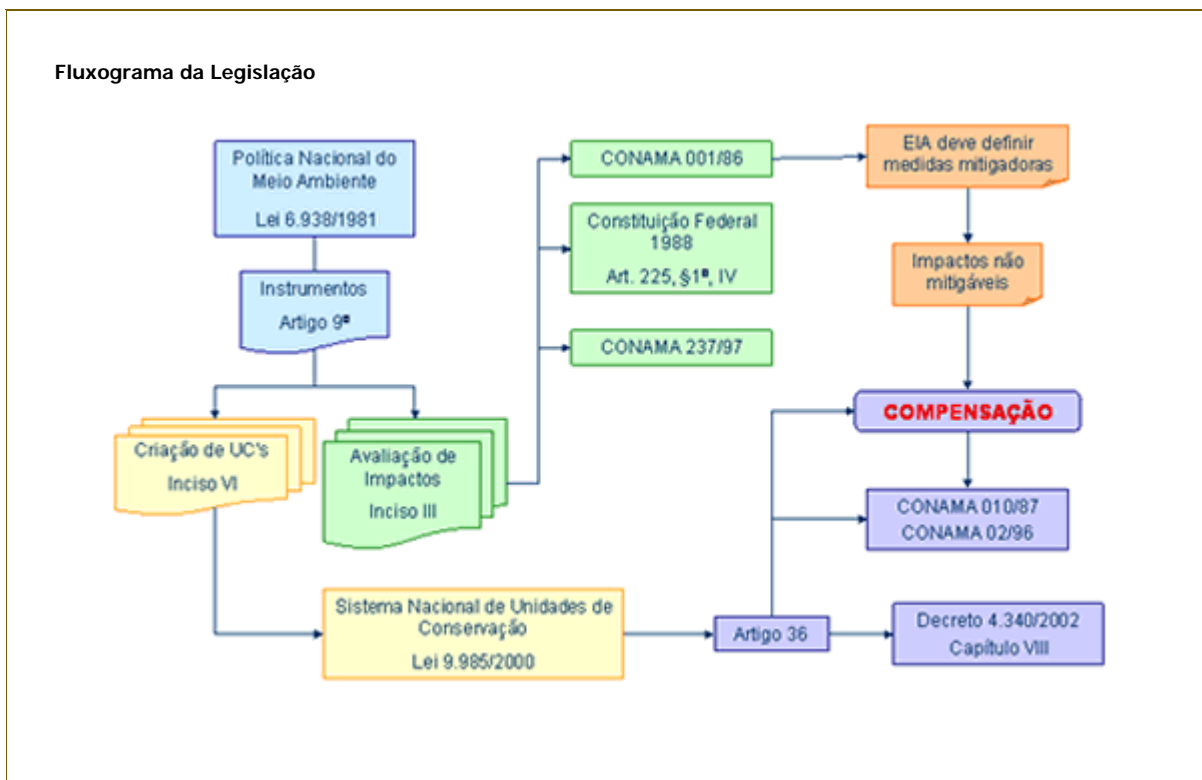 Fluxograma da Legislação
Política Nacional do
Meio Ambiente
Lei 6.938/1981
Instrumentos
Artigo 9º
Criação de UC's
Inciso VI
Avaliação de
Impactos
Inciso III
CONAMA 001/86
Constituição Federal
1988
Art. 225, §1º, IV
CONAMA 237/97
EIA deve definir
medidas mitigadoras
Impactos não
mitigáveis
COMPENSAÇÃO
CONAMA 010/87
CONAMA 02/96
Sistema Nacional de Unidades de
Conservação
Lei 9.985/2000
Artigo 36
Decreto 4.340/2002
Capítulo VIII